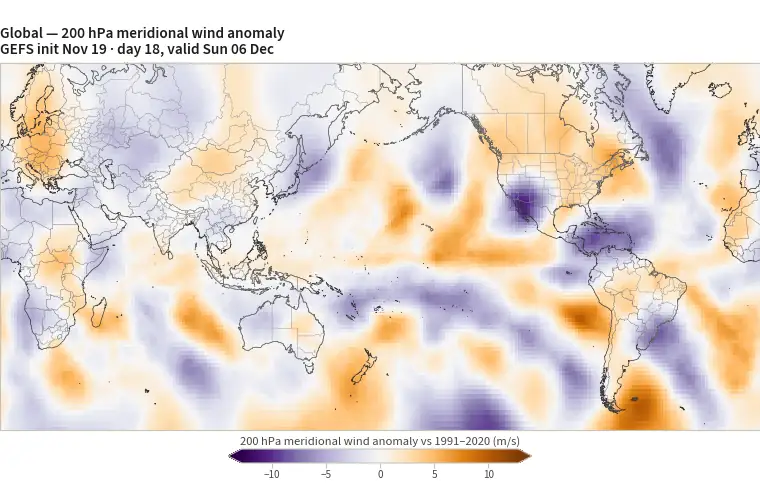 Global — 200 hPa meridional wind anomaly
GEFS init Nov 19 · day 18, valid Sun 06 Dec
200 hPa meridional wind anomaly vs 1991–2020 (m/s)
−10 −5 0 5 10